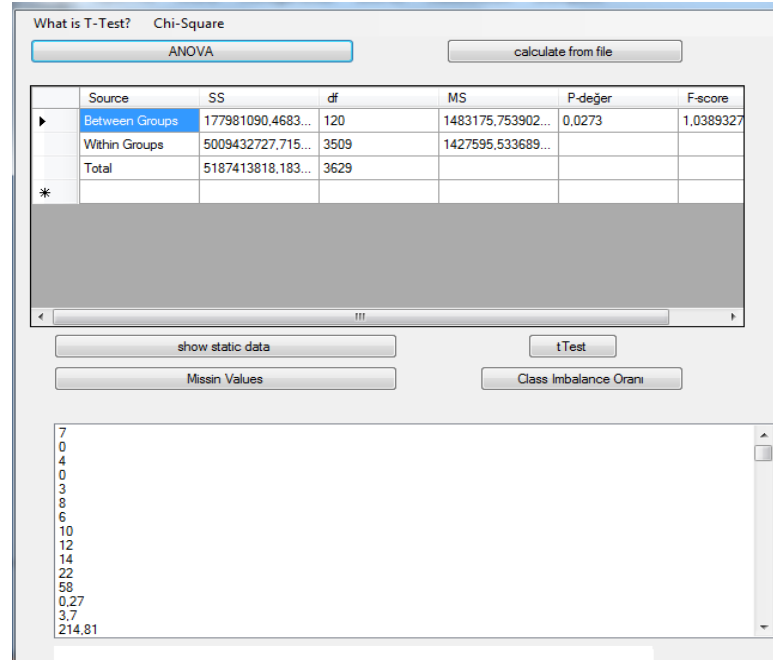 What is T-Test? Chi-Square
ANOVA calculate from file
Source SS df MS P-değer F-score
Between Groups 177981090,4683... 120 1483175,753902... 0,0273 1,0389327
Within Groups 5009432727,715... 3509 1427595,533689...
Total 5187413818,183... 3629
show static data tTest
Missin Values Class Imbalance Oranı
7
0
4
0
3
8
6
10
12
14
22
58
0,27
3,7
214,81